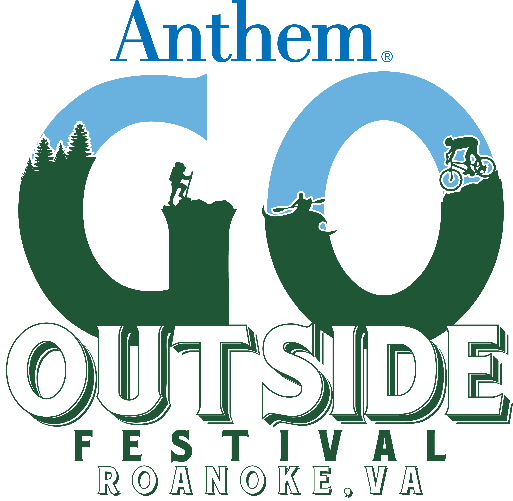 Anthem®
GO
OUTSIDE
FESTIVAL
ROANOKE, VA